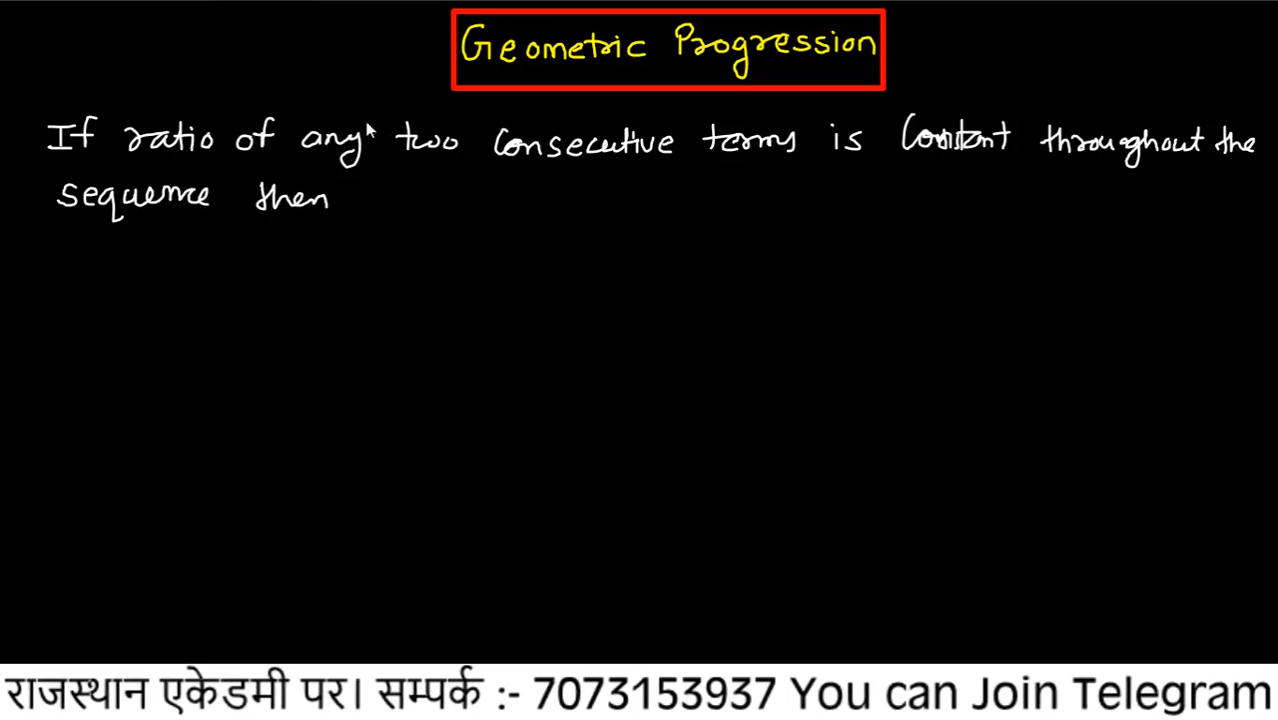 Geometric Progression
If ratio of any two consecutive terms is Constant throughout the
sequence then
राजस्थान एकेडमी पर। सम्पर्क :- 7073153937 You can Join Telegram